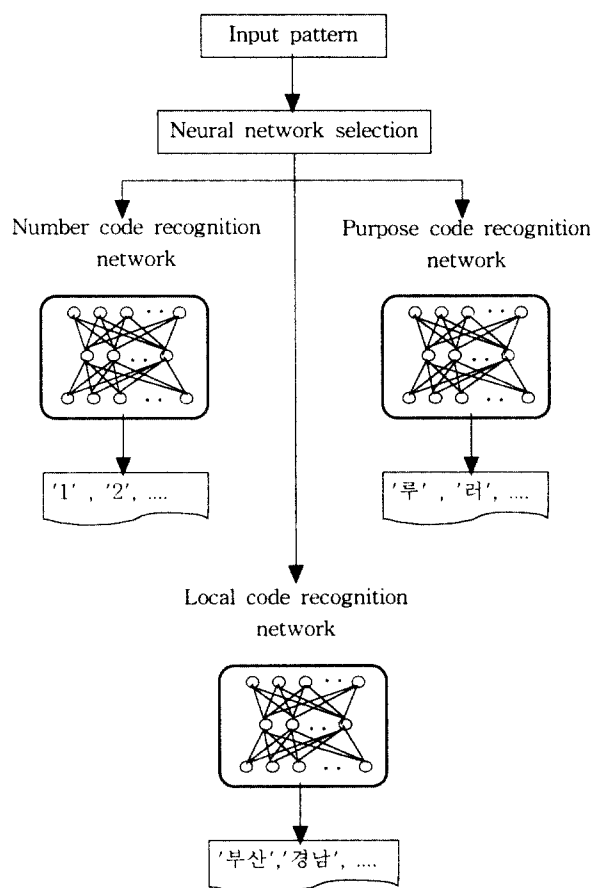 Input pattern
Neural network selection
Number code recognition
network
Purpose code recognition
network
'1' , '2', ....
'루' , '러', ....
Local code recognition
network
'부산','경남', ....